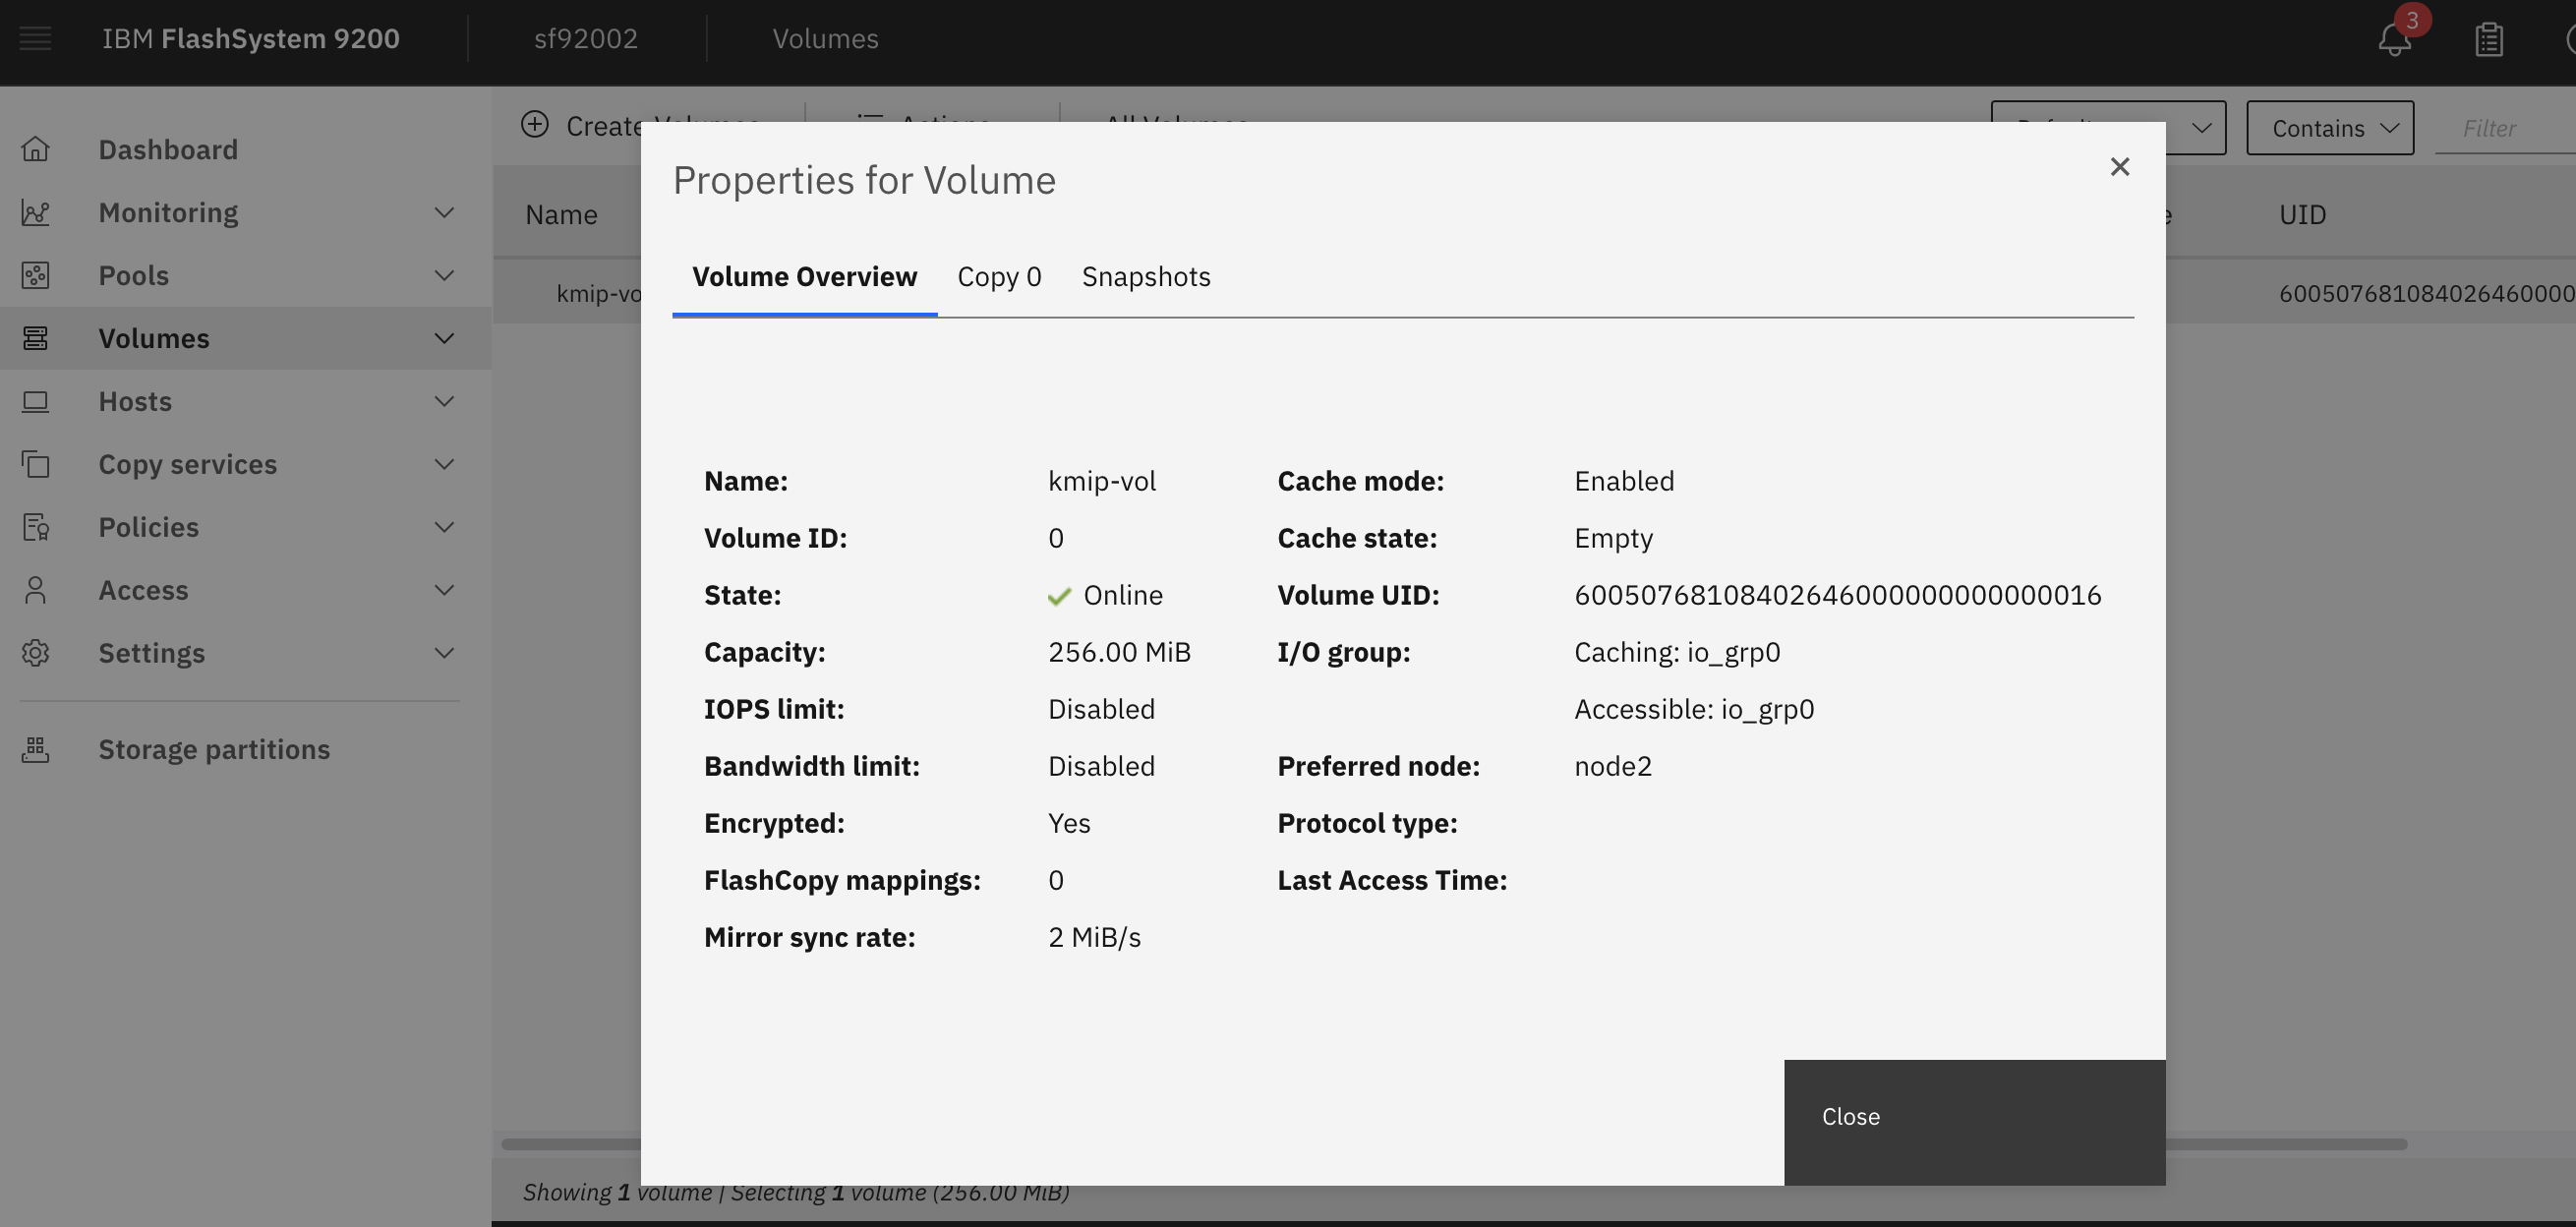 IBM FlashSystem 9200
sf92002
Volumes
3
Dashboard
Monitoring
Pools
Volumes
Hosts
Copy services
Policies
Access
Settings
Storage partitions
Create Volumes
Actions
All Volumes
Default
Contains
Filter
Name
UID
kmip-vo
600507681084026460000
Properties for Volume
Volume Overview Copy 0 Snapshots
Name: kmip-vol Cache mode: Enabled
Volume ID: 0 Cache state: Empty
State: Online Volume UID: 60050768108402646000000000000016
Capacity: 256.00 MiB I/O group: Caching: io_grp0
IOPS limit: Disabled Accessible: io_grp0
Bandwidth limit: Disabled Preferred node: node2
Encrypted: Yes Protocol type:
FlashCopy mappings: 0 Last Access Time:
Mirror sync rate: 2 MiB/s
Close
Showing 1 volume | Selecting 1 volume (256.00 MiB)